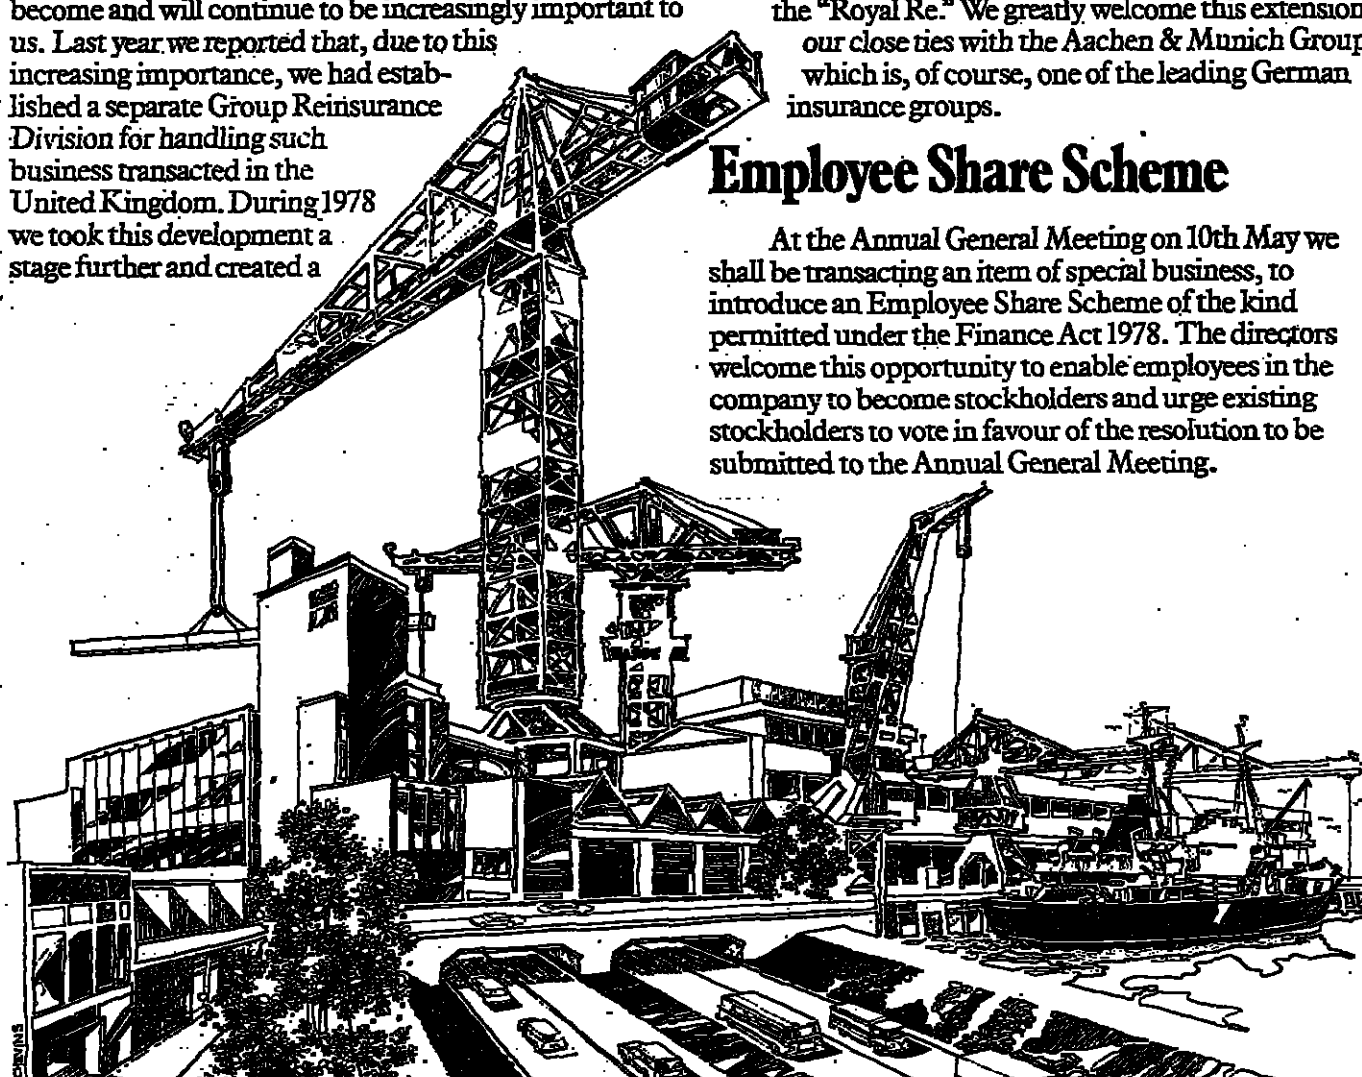 become and will continue to be increasingly important to
us. Last year we reported that, due to this
increasing importance, we had estab-
lished a separate Group Reinsurance
Division for handling such
business transacted in the
United Kingdom. During 1978
we took this development a
stage further and created a
the "Royal Re." We greatly welcome this extension
our close ties with the Aachen & Munich Group
which is, of course, one of the leading German
insurance groups.
Employee Share Scheme
At the Annual General Meeting on 10th May we
shall be transacting an item of special business, to
introduce an Employee Share Scheme of the kind
permitted under the Finance Act 1978. The directors
welcome this opportunity to enable employees in the
company to become stockholders and urge existing
stockholders to vote in favour of the resolution to be
submitted to the Annual General Meeting.